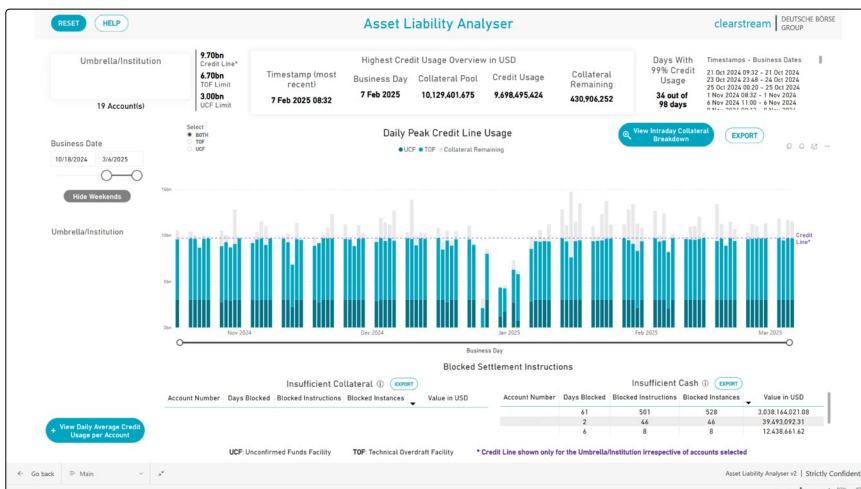 RESET
HELP
Asset Liability Analyser
clearstream
DEUTSCHE BÖRSE
GROUP
Umbrella/Institution
19 Account(s)
9.70bn
Credit Line*
6.70bn
TOF Limit
3.00bn
UCF Limit
Highest Credit Usage Overview in USD
Timestamp (most recent) Business Day Collateral Pool Credit Usage Collateral Remaining
7 Feb 2025 08:32 7 Feb 2025 10,129,401,675 9,698,495,424 430,906,252
Days With
99% Credit
Usage
34 out of
98 days
Timestamps - Business Dates
21 Oct 2024 09:32 - 21 Oct 2024
23 Oct 2024 23:48 - 24 Oct 2024
25 Oct 2024 00:20 - 25 Oct 2024
1 Nov 2024 08:32 - 1 Nov 2024
6 Nov 2024 11:00 - 6 Nov 2024
Business Date
10/18/2024 3/6/2025
Hide Weekends
Umbrella/Institution
Select
BOTH
TOF
UCF
Daily Peak Credit Line Usage
UCF TOF Collateral Remaining
View Intraday Collateral
Breakdown
EXPORT
15bn
10bn
5bn
0bn
Credit
Line*
Nov 2024 Dec 2024 Jan 2025 Feb 2025 Mar 2025
Business Day
Blocked Settlement Instructions
Insufficient Collateral EXPORT
Account Number Days Blocked Blocked Instructions Blocked Instances Value in USD
Insufficient Cash EXPORT
Account Number Days Blocked Blocked Instructions Blocked Instances Value in USD
61 501 528 3,038,164,021.08
2 46 46 39,493,092.31
6 8 8 12,438,661.62
+ View Daily Average Credit
Usage per Account
UCF: Unconfirmed Funds Facility TOF: Technical Overdraft Facility * Credit Line shown only for the Umbrella/Institution irrespective of accounts selected
Go back Main Asset Liability Analyser v2 | Strictly Confident